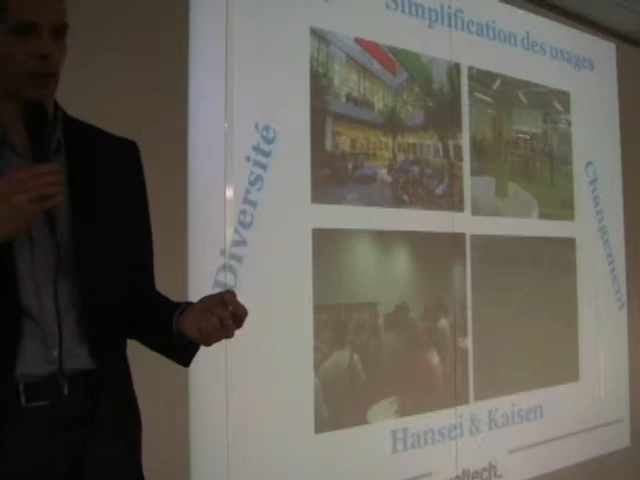 Simplification des usages
Diversité
Changement
Hansei & Kaisen